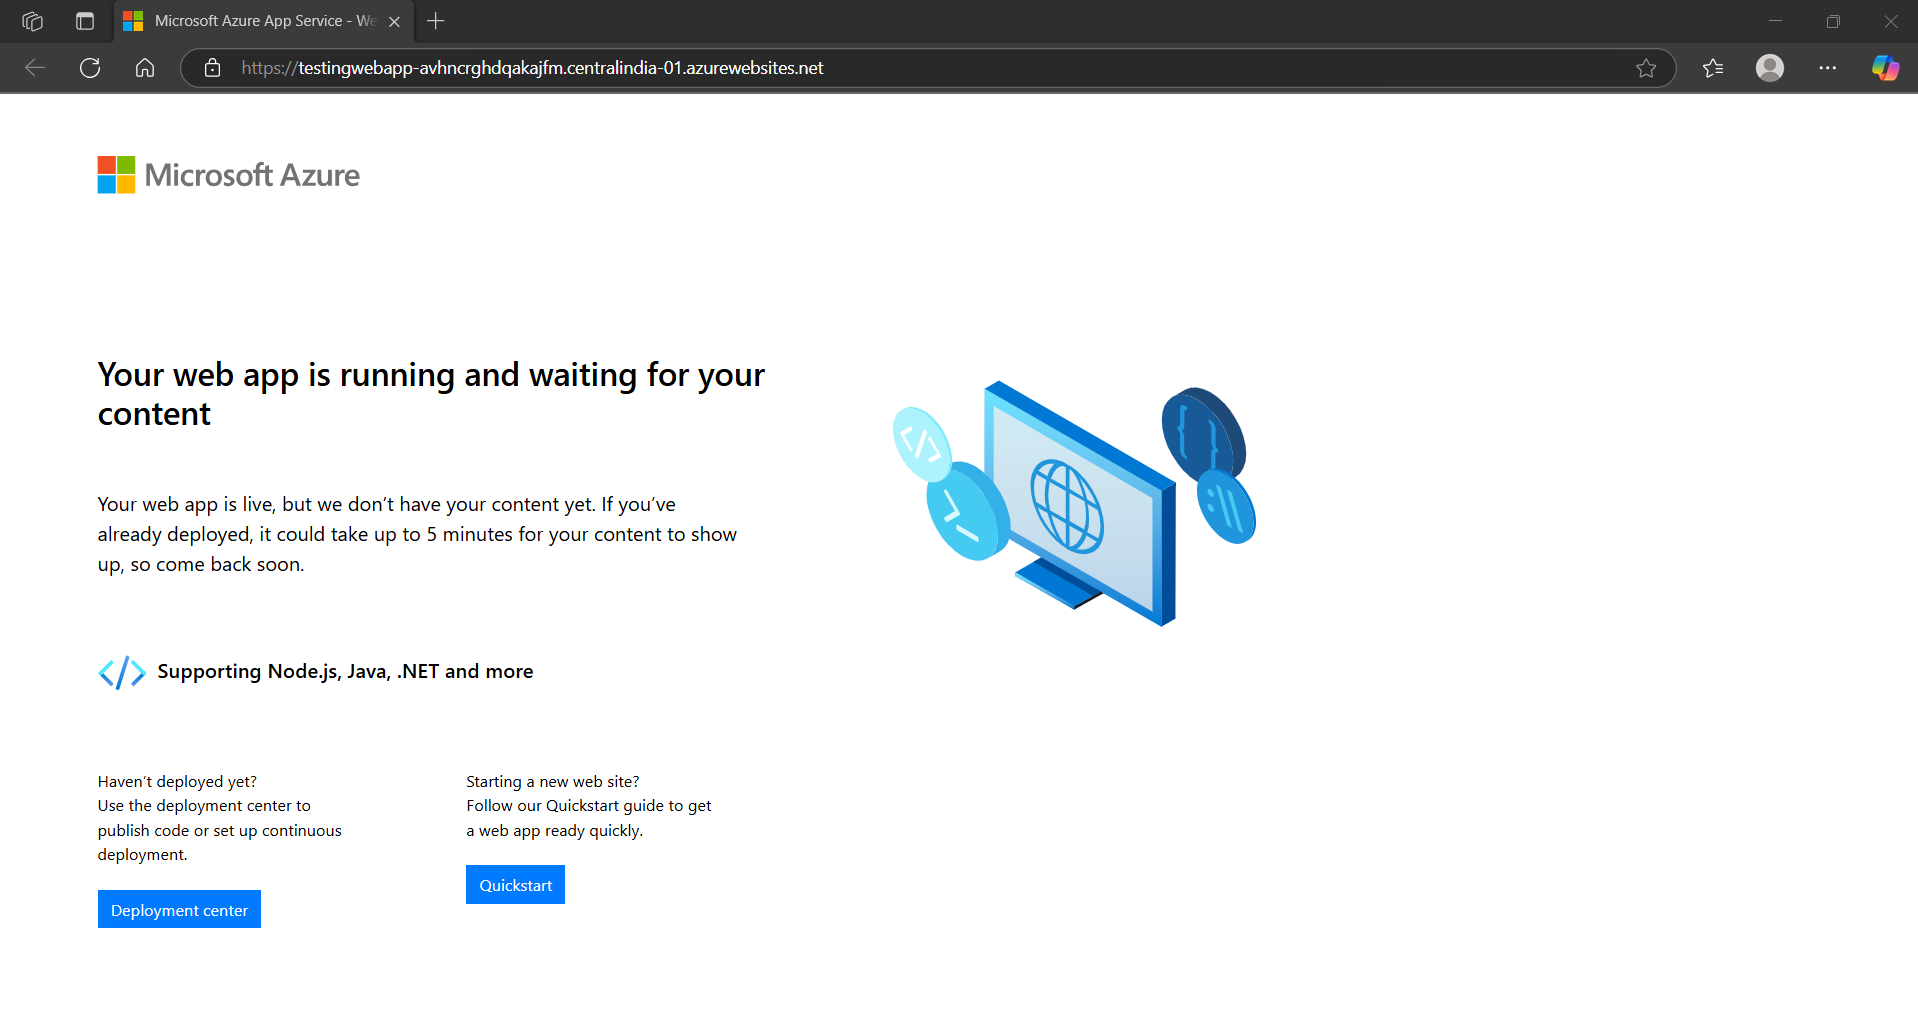 Microsoft Azure App Service - We
https://testingwebapp-avhncrghdqakajfm.centralindia-01.azurewebsites.net
Microsoft Azure
Your web app is running and waiting for your
content
Your web app is live, but we don’t have your content yet. If you’ve
already deployed, it could take up to 5 minutes for your content to show
up, so come back soon.
Supporting Node.js, Java, .NET and more
Haven’t deployed yet?
Use the deployment center to
publish code or set up continuous
deployment.
Deployment center
Starting a new web site?
Follow our Quickstart guide to get
a web app ready quickly.
Quickstart